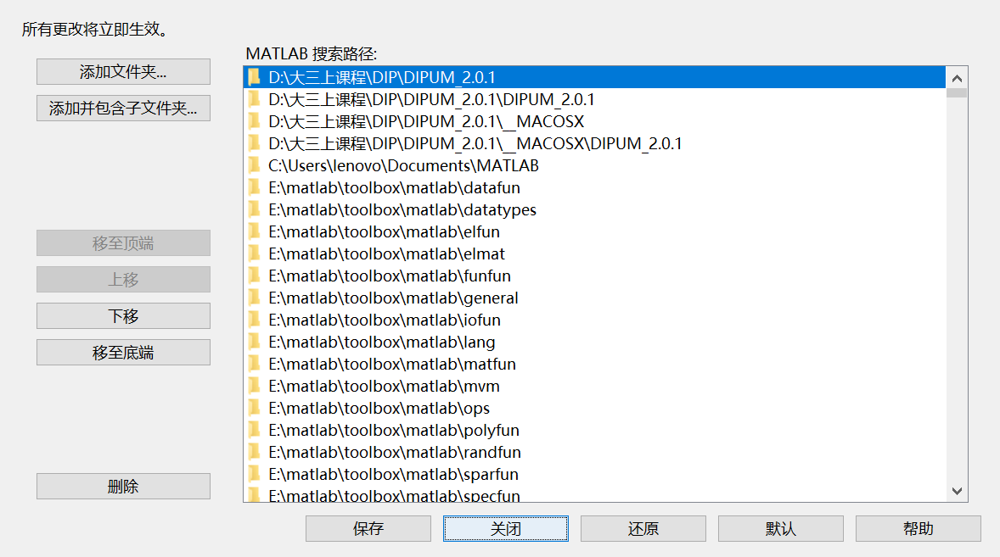 所有更改将立即生效。
添加文件夹...
添加并包含子文件夹...
移至顶端
上移
下移
移至底端
删除
MATLAB 搜索路径:
D:\大三上课程\DIP\DIPUM_2.0.1
D:\大三上课程\DIP\DIPUM_2.0.1\DIPUM_2.0.1
D:\大三上课程\DIP\DIPUM_2.0.1\__MACOSX
D:\大三上课程\DIP\DIPUM_2.0.1\__MACOSX\DIPUM_2.0.1
C:\Users\lenovo\Documents\MATLAB
E:\matlab\toolbox\matlab\datafun
E:\matlab\toolbox\matlab\datatypes
E:\matlab\toolbox\matlab\elfun
E:\matlab\toolbox\matlab\elmat
E:\matlab\toolbox\matlab\funfun
E:\matlab\toolbox\matlab\general
E:\matlab\toolbox\matlab\iofun
E:\matlab\toolbox\matlab\lang
E:\matlab\toolbox\matlab\matfun
E:\matlab\toolbox\matlab\mvm
E:\matlab\toolbox\matlab\ops
E:\matlab\toolbox\matlab\polyfun
E:\matlab\toolbox\matlab\randfun
E:\matlab\toolbox\matlab\sparfun
E:\matlab\toolbox\matlab\specfun
保存 关闭 还原 默认 帮助